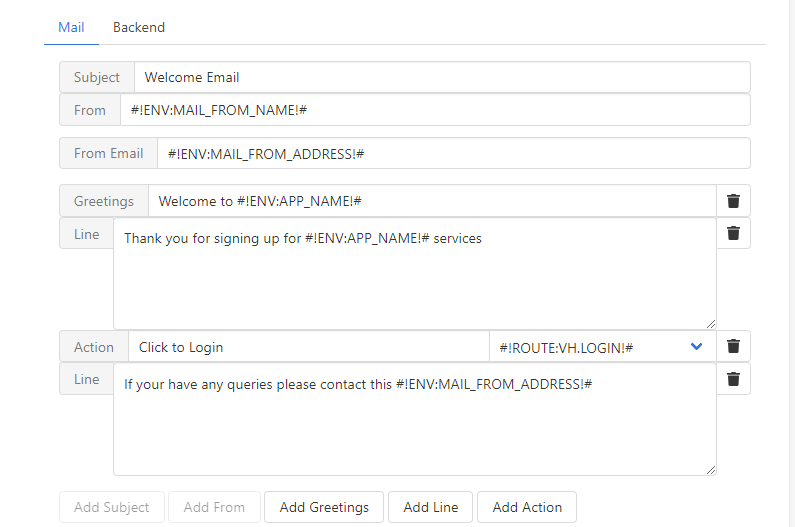 Mail Backend
Subject Welcome Email
From #!ENV:MAIL_FROM_NAME!#
From Email #!ENV:MAIL_FROM_ADDRESS!#
Greetings Welcome to #!ENV:APP_NAME!#
Line Thank you for signing up for #!ENV:APP_NAME!# services
Action Click to Login #!ROUTE:VH.LOGIN!#
Line If your have any queries please contact this #!ENV:MAIL_FROM_ADDRESS!#
Add Subject Add From Add Greetings Add Line Add Action